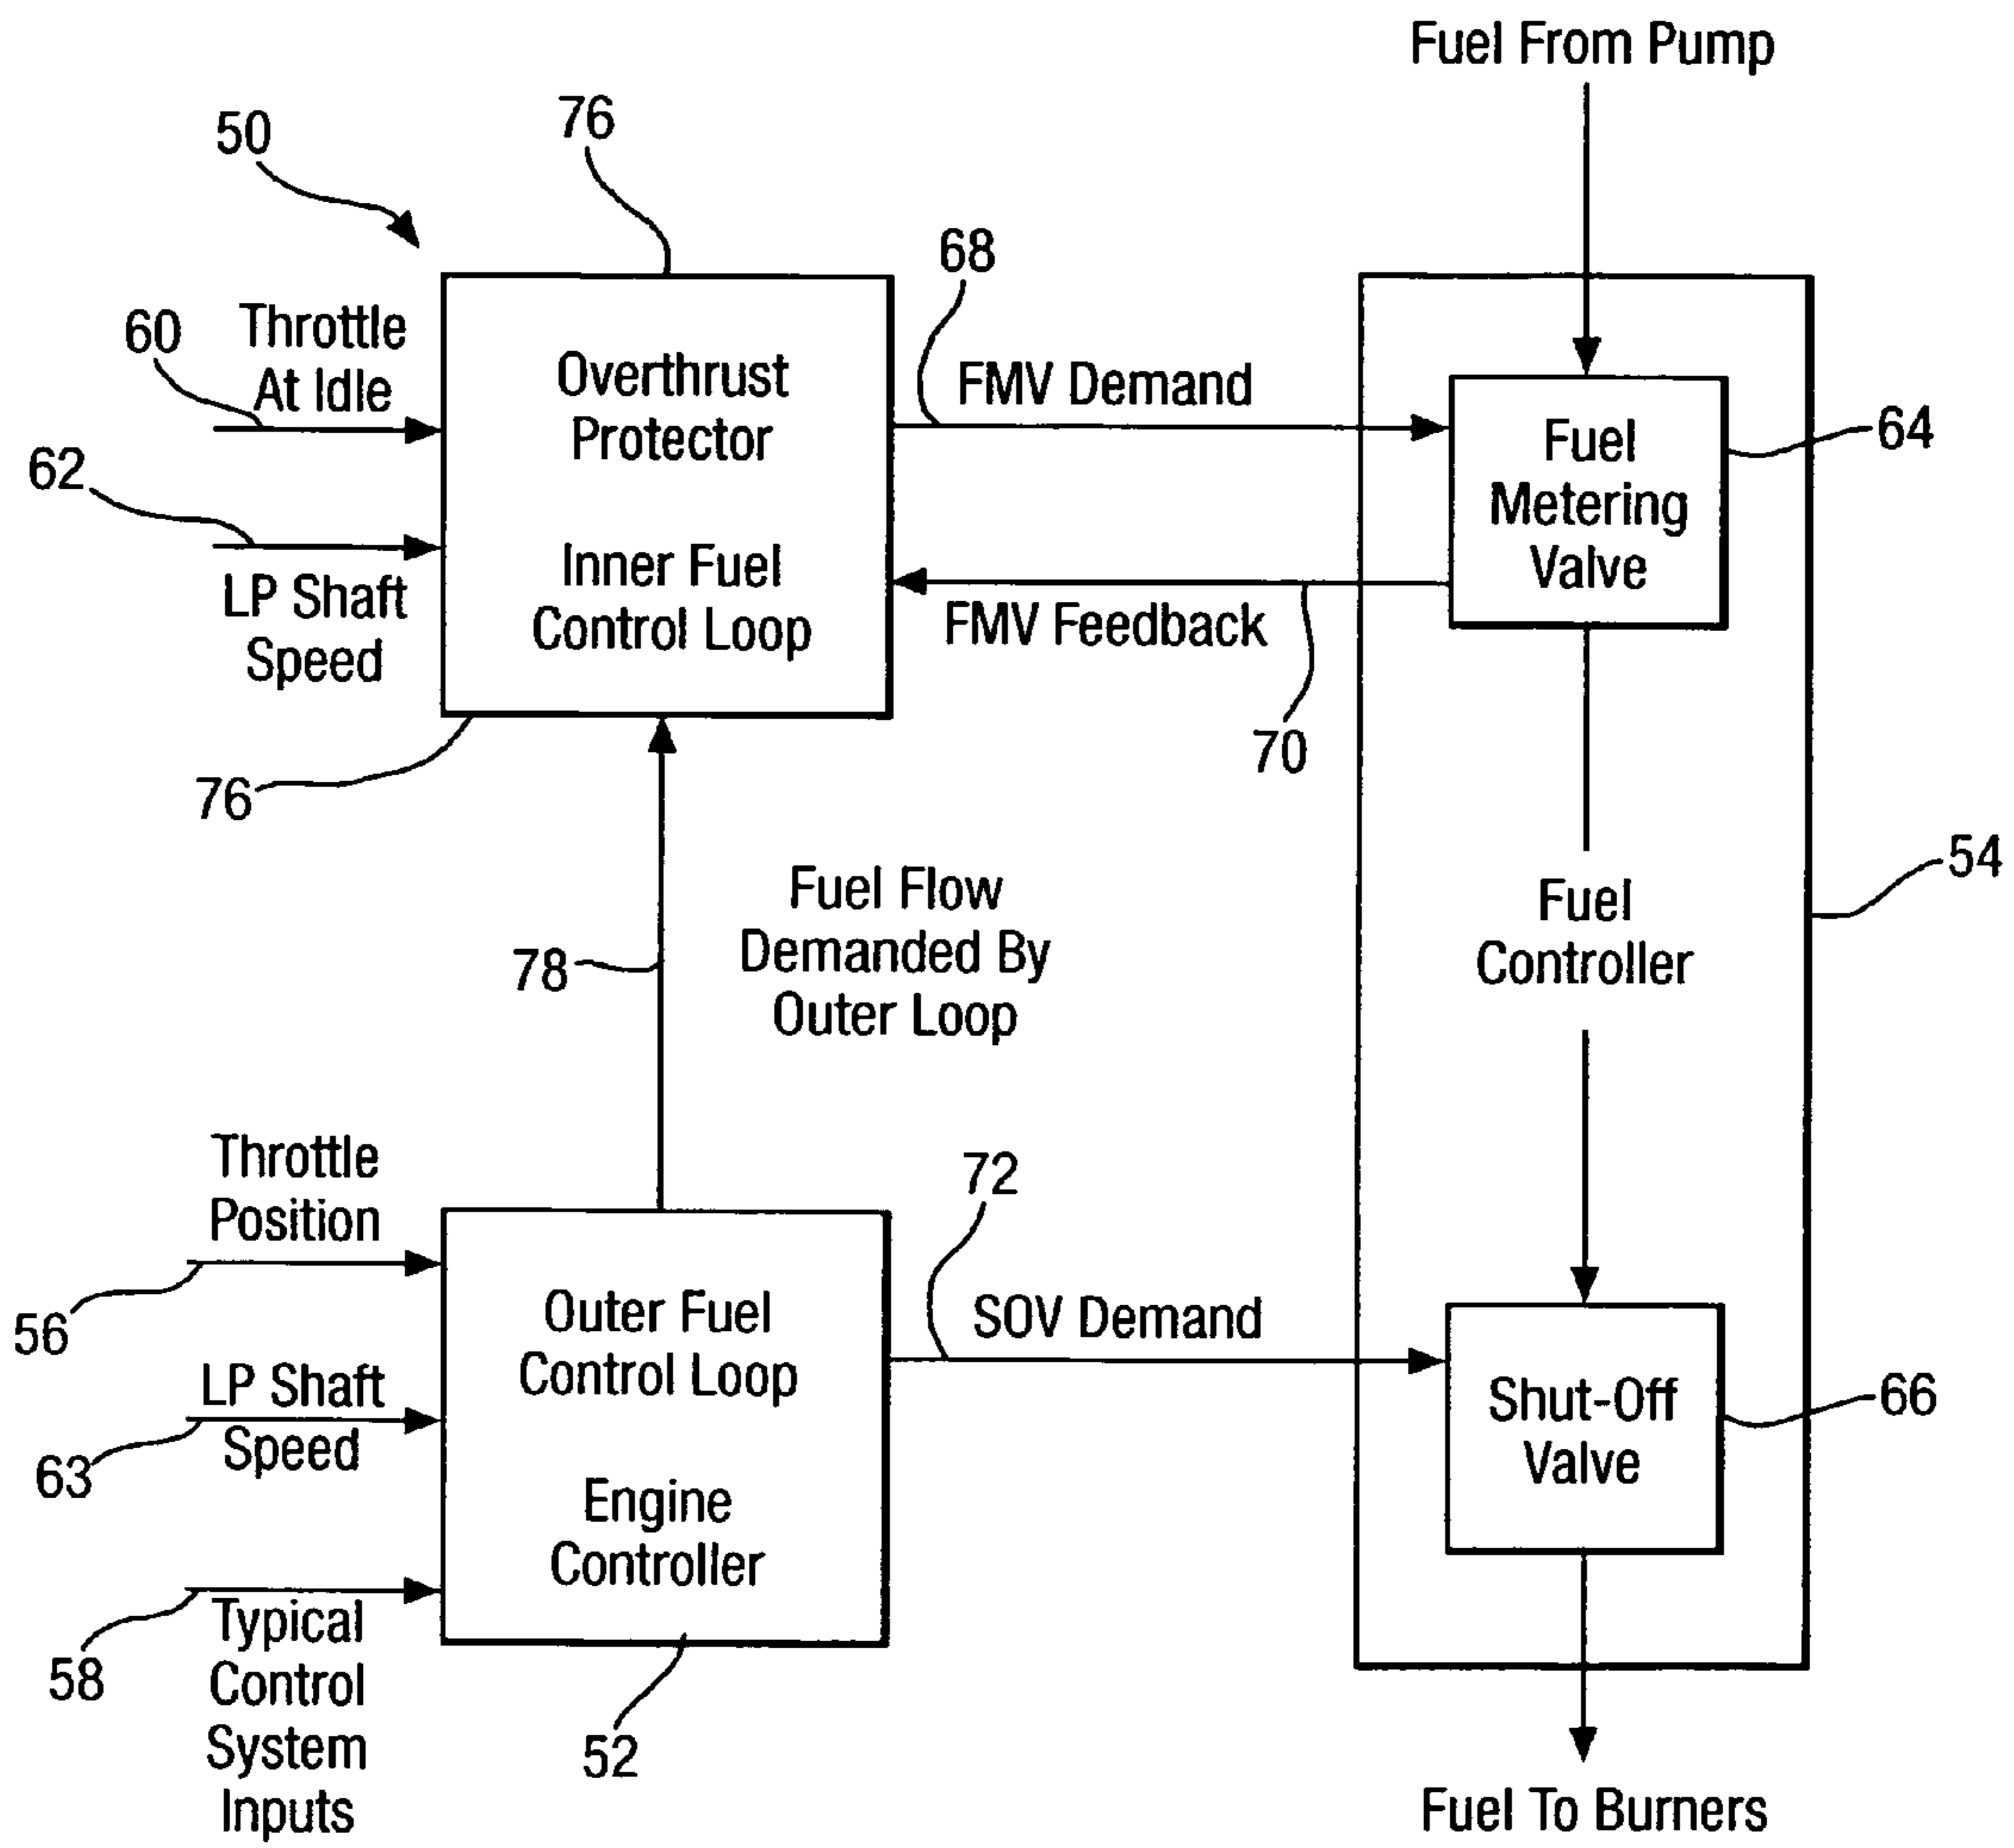 Fuel From Pump
50
76
68
60
Throttle
At Idle
62
LP Shaft
Speed
Overthrust
Protector
Inner Fuel
Control Loop
76
FMV Demand
FMV Feedback
70
Fuel
Metering
Valve
64
Fuel
Controller
54
78
Fuel Flow
Demanded By
Outer Loop
Throttle
Position
56
LP Shaft
Speed
63
58
Typical
Control
System
Inputs
Outer Fuel
Control Loop
Engine
Controller
52
72
SOV Demand
Shut-Off
Valve
66
Fuel To Burners